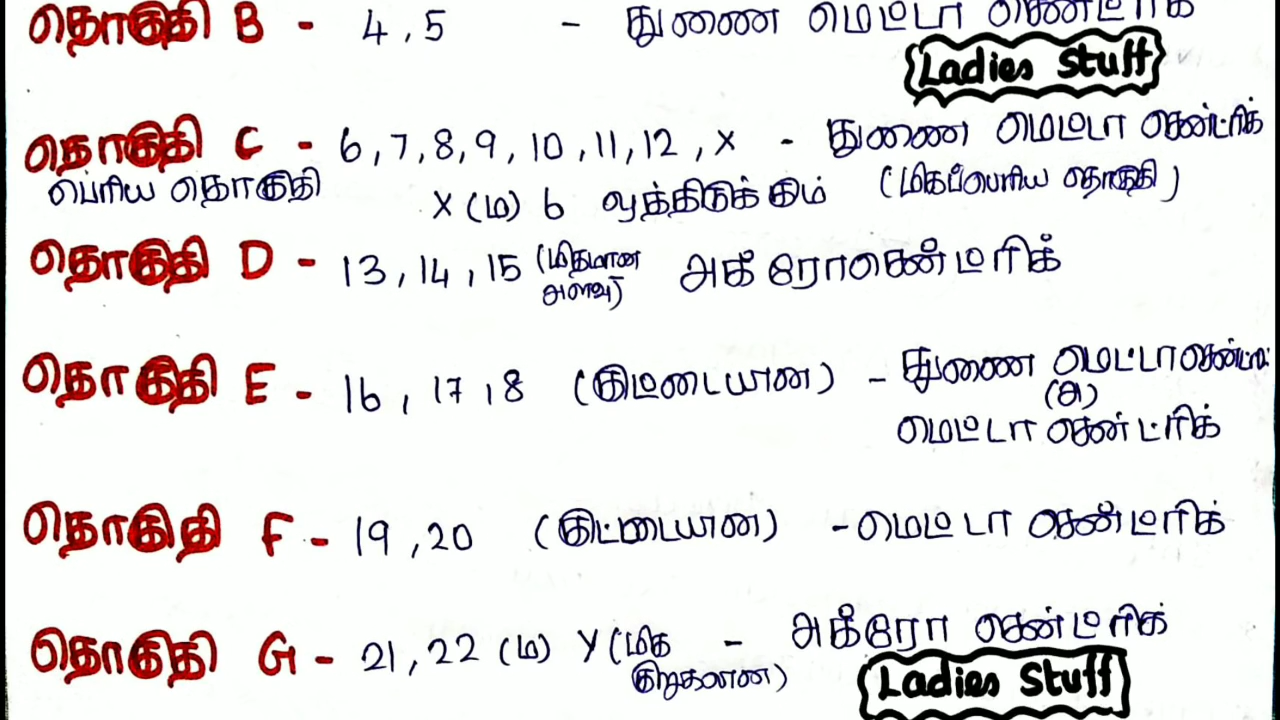 தொகுதி B - 4,5 - துணை மெட்டா சென்ட்ரிக்
Ladies Stuff
தொகுதி C - 6,7,8,9,10,11,12,X - துணை மெட்டா சென்ட்ரிக்
பெரிய தொகுதி X (ம) 6 ஒத்திருக்கும் (மிகப்பெரிய தொகுதி)
தொகுதி D - 13,14,15 (மிதமான அளவு) அக்ரோசென்ட்ரிக்
தொகுதி E - 16, 17,18 (குட்டையான) - துணை மெட்டாசென்ட்ரிக்
(அ)
மெட்டா சென்ட்ரிக்
தொகுதி F - 19,20 (குட்டையான) - மெட்டா சென்ட்ரிக்
தொகுதி G - 21,22 (ம) Y (மிக குறுகளான) - அக்ரோ சென்ட்ரிக்
Ladies Stuff